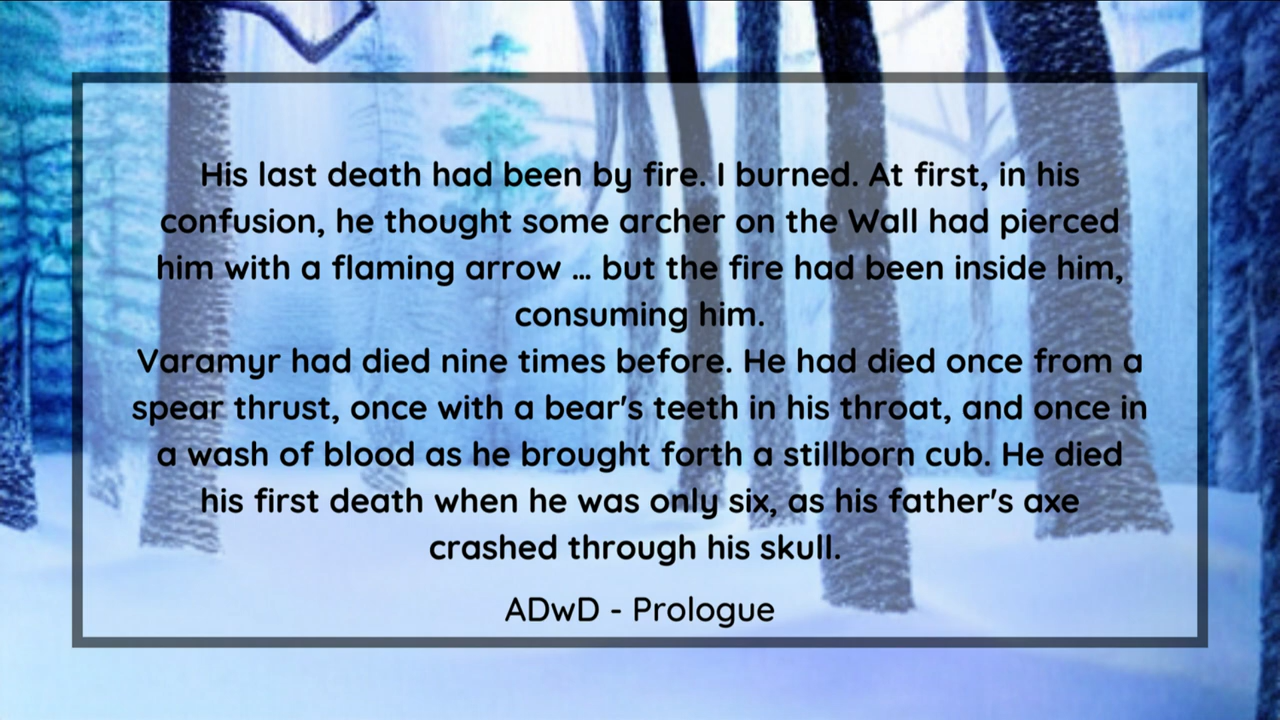 His last death had been by fire. I burned. At first, in his
confusion, he thought some archer on the Wall had pierced
him with a flaming arrow … but the fire had been inside him,
consuming him.
Varamyr had died nine times before. He had died once from a
spear thrust, once with a bear's teeth in his throat, and once in
a wash of blood as he brought forth a stillborn cub. He died
his first death when he was only six, as his father's axe
crashed through his skull.
ADwD - Prologue